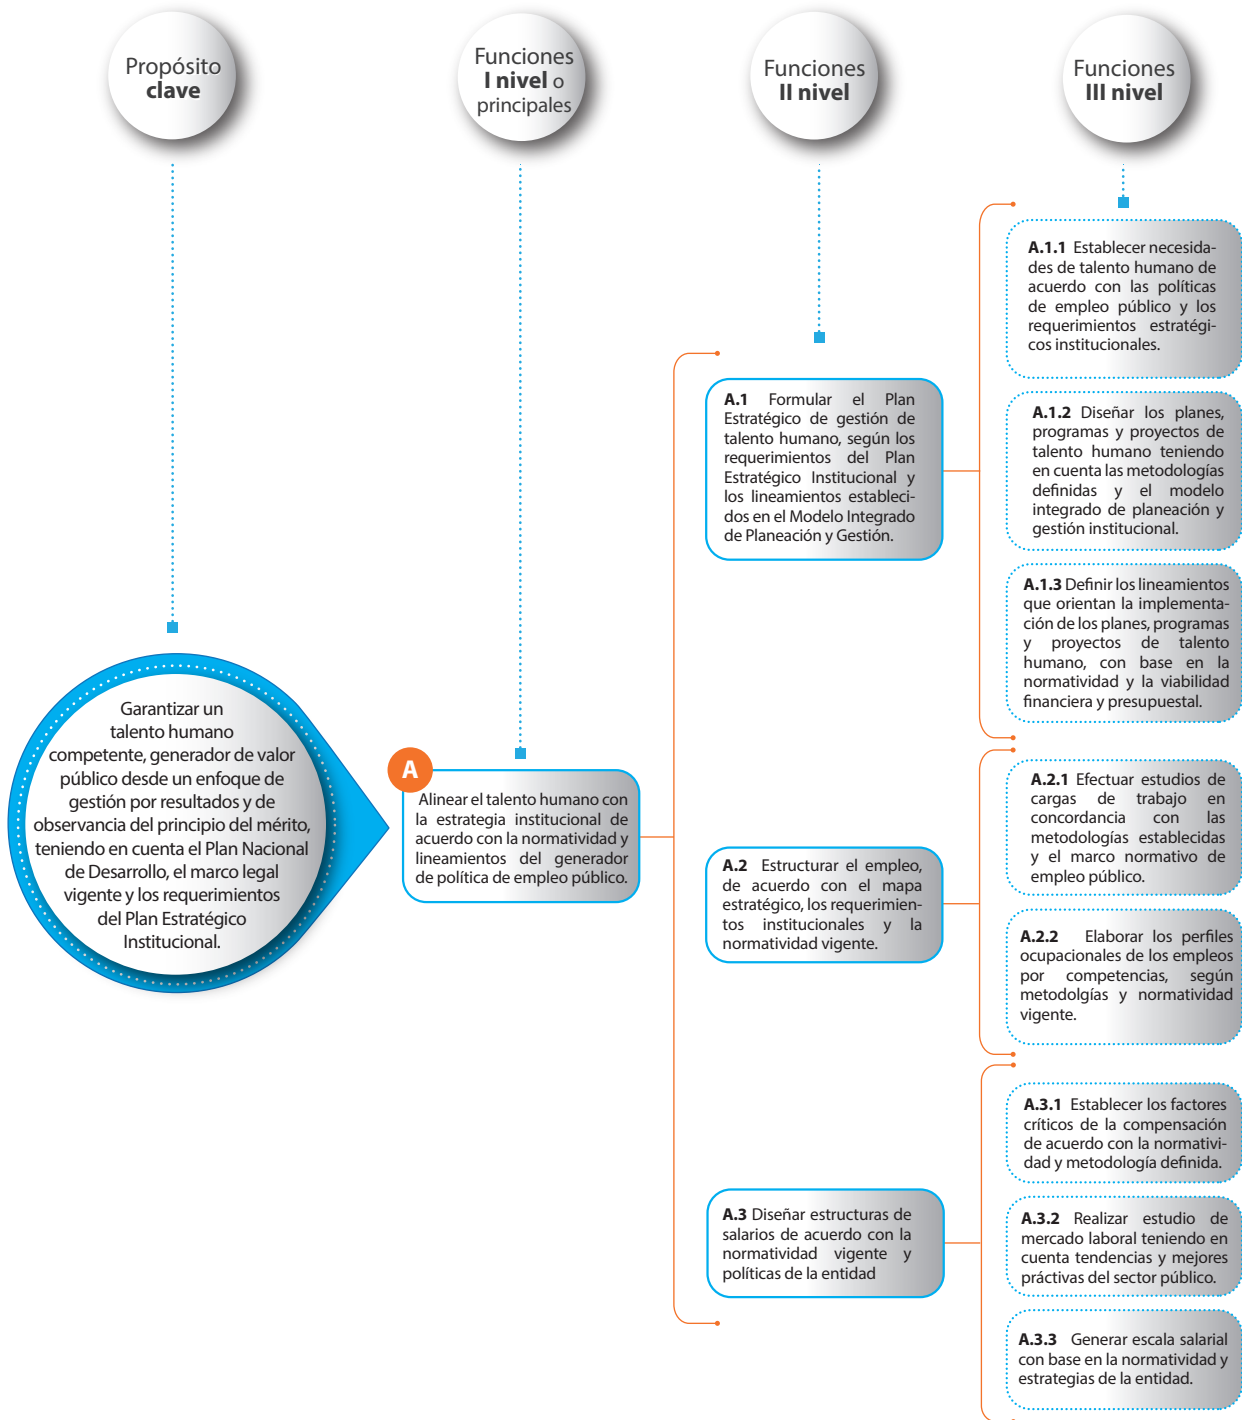 Propósito
clave
Funciones
I nivel o
principales
Funciones
II nivel
Funciones
III nivel
Garantizar un
talento humano
competente, generador de valor
público desde un enfoque de
gestión por resultados y de
observancia del principio del mérito,
teniendo en cuenta el Plan Nacional
de Desarrollo, el marco legal
vigente y los requerimientos
del Plan Estratégico
Institucional.
A
Alinear el talento humano con
la estrategia institucional de
acuerdo con la normatividad y
lineamientos del generador
de política de empleo público.
A.1 Formular el Plan
Estratégico de gestión de
talento humano, según los
requerimientos del Plan
Estratégico Institucional y
los lineamientos estableci-
dos en el Modelo Integrado
de Planeación y Gestión.
A.1.1 Establecer necesida-
des de talento humano de
acuerdo con las políticas
de empleo público y los
requerimientos estratégi-
cos institucionales.
A.1.2 Diseñar los planes,
programas y proyectos de
talento humano teniendo
en cuenta las metodologías
definidas y el modelo
integrado de planeación y
gestión institucional.
A.1.3 Definir los lineamientos
que orientan la implementa-
ción de los planes, programas
y proyectos de talento
humano, con base en la
normatividad y la viabilidad
financiera y presupuestal.
A.2 Estructurar el empleo,
de acuerdo con el mapa
estratégico, los requerimien-
tos institucionales y la
normatividad vigente.
A.2.1 Efectuar estudios de
cargas de trabajo en
concordancia con las
metodologías establecidas
y el marco normativo de
empleo público.
A.2.2 Elaborar los perfiles
ocupacionales de los empleos
por competencias, según
metodolgías y normatividad
vigente.
A.3 Diseñar estructuras de
salarios de acuerdo con la
normatividad vigente y
políticas de la entidad
A.3.1 Establecer los factores
críticos de la compensación
de acuerdo con la normativi-
dad y metodología definida.
A.3.2 Realizar estudio de
mercado laboral teniendo en
cuenta tendencias y mejores
práctivas del sector público.
A.3.3 Generar escala salarial
con base en la normatividad y
estrategias de la entidad.